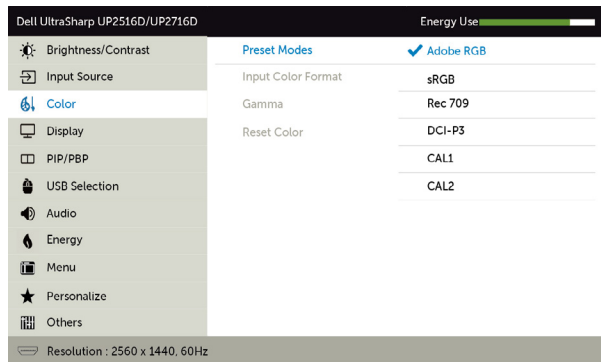 Dell UltraSharp UP2516D/UP2716D Energy Use
Brightness/Contrast Preset Modes Adobe RGB
Input Source Input Color Format sRGB
Color Gamma Rec 709
Display Reset Color DCI-P3
PIP/PBP CAL1
USB Selection CAL2
Audio
Energy
Menu
Personalize
Others
Resolution : 2560 x 1440, 60Hz